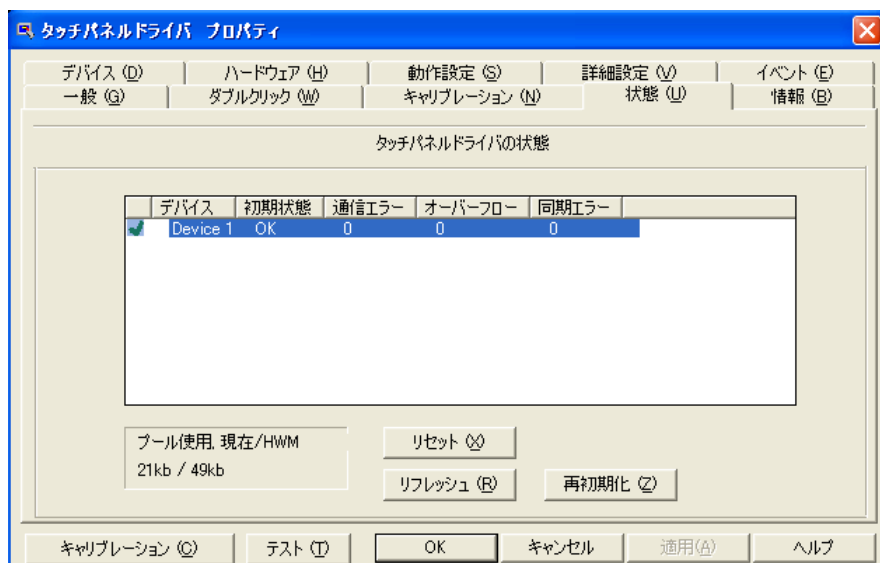 タッチパネルドライバ プロパティ
デバイス (D) ハードウェア (H) 動作設定 (S) 詳細設定 (V) イベント (E)
一般 (G) ダブルクリック (W) キャリブレーション (N) 状態 (U) 情報 (B)
タッチパネルドライバの状態
デバイス 初期状態 通信エラー オーバーフロー 同期エラー
Device 1 OK 0 0 0
プール使用, 現在/HWM
21kb / 49kb
リセット (X)
リフレッシュ (R) 再初期化 (Z)
キャリブレーション (C) テスト (T) OK キャンセル 適用(A) ヘルプ